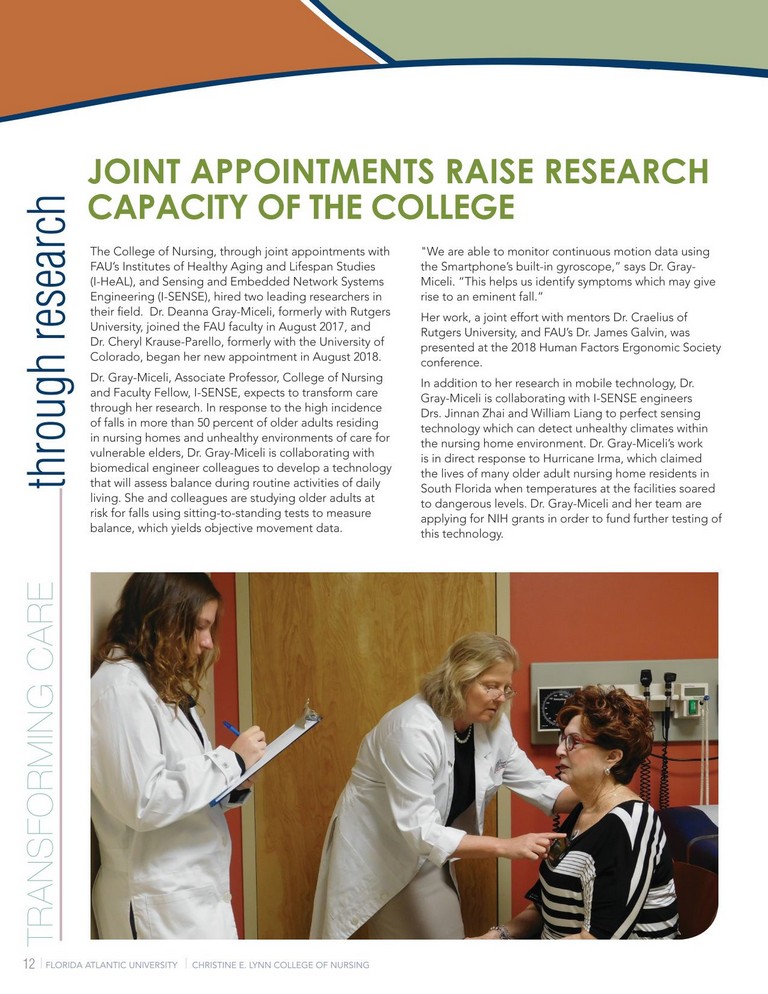 JOINT APPOINTMENTS RAISE RESEARCH
CAPACITY OF THE COLLEGE
The College of Nursing, through joint appointments with
FAU’s Institutes of Healthy Aging and Lifespan Studies
(I-HeAL), and Sensing and Embedded Network Systems
Engineering (I-SENSE), hired two leading researchers in
their field.  Dr. Deanna Gray-Miceli, formerly with Rutgers
University, joined the FAU faculty in August 2017, and
Dr. Cheryl Krause-Parello, formerly with the University of
Colorado, began her new appointment in August 2018.
Dr. Gray-Miceli, Associate Professor, College of Nursing
and Faculty Fellow, I-SENSE, expects to transform care
through her research. In response to the high incidence
of falls in more than 50 percent of older adults residing
in nursing homes and unhealthy environments of care for
vulnerable elders, Dr. Gray-Miceli is collaborating with
biomedical engineer colleagues to develop a technology
that will assess balance during routine activities of daily
living. She and colleagues are studying older adults at
risk for falls using sitting-to-standing tests to measure
balance, which yields objective movement data.
"We are able to monitor continuous motion data using
the Smartphone’s built-in gyroscope,” says Dr. Gray-
Miceli. “This helps us identify symptoms which may give
rise to an eminent fall.”
Her work, a joint effort with mentors Dr. Craelius of
Rutgers University, and FAU’s Dr. James Galvin, was
presented at the 2018 Human Factors Ergonomic Society
conference.
In addition to her research in mobile technology, Dr.
Gray-Miceli is collaborating with I-SENSE engineers
Drs. Jinnan Zhai and William Liang to perfect sensing
technology which can detect unhealthy climates within
the nursing home environment. Dr. Gray-Miceli’s work
is in direct response to Hurricane Irma, which claimed
the lives of many older adult nursing home residents in
South Florida when temperatures at the facilities soared
to dangerous levels. Dr. Gray-Miceli and her team are
applying for NIH grants in order to fund further testing of
this technology.
TRANSFORMING CARE
through research
12 | FLORIDA ATLANTIC UNIVERSITY | CHRISTINE E. LYNN COLLEGE OF NURSING